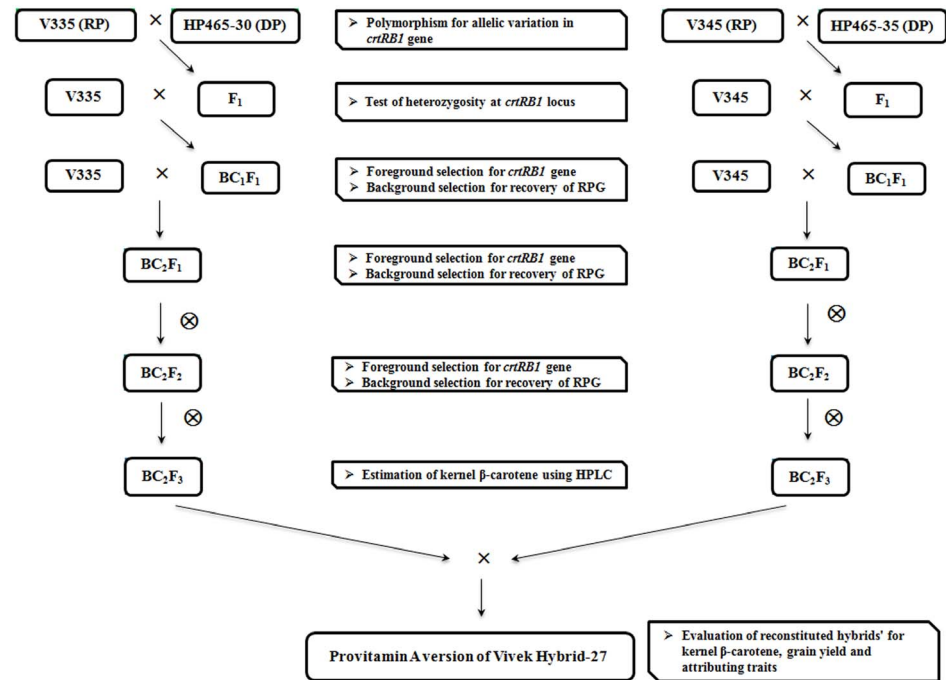 V335 (RP) × HP465-30 (DP)
➢ Polymorphism for allelic variation in
crtRB1 gene
V345 (RP) × HP465-35 (DP)
V335 × F₁
➢ Test of heterozygosity at crtRB1 locus
V345 × F₁
V335 × BC₁F₁
➢ Foreground selection for crtRB1 gene
➢ Background selection for recovery of RPG
V345 × BC₁F₁
BC₂F₁
➢ Foreground selection for crtRB1 gene
➢ Background selection for recovery of RPG
BC₂F₁
⊗
⊗
BC₂F₂
➢ Foreground selection for crtRB1 gene
➢ Background selection for recovery of RPG
BC₂F₂
⊗
⊗
BC₂F₃
➢ Estimation of kernel β-carotene using HPLC
BC₂F₃
×
Provitamin A version of Vivek Hybrid-27
➢ Evaluation of reconstituted hybrids' for
kernel β-carotene, grain yield and
attributing traits